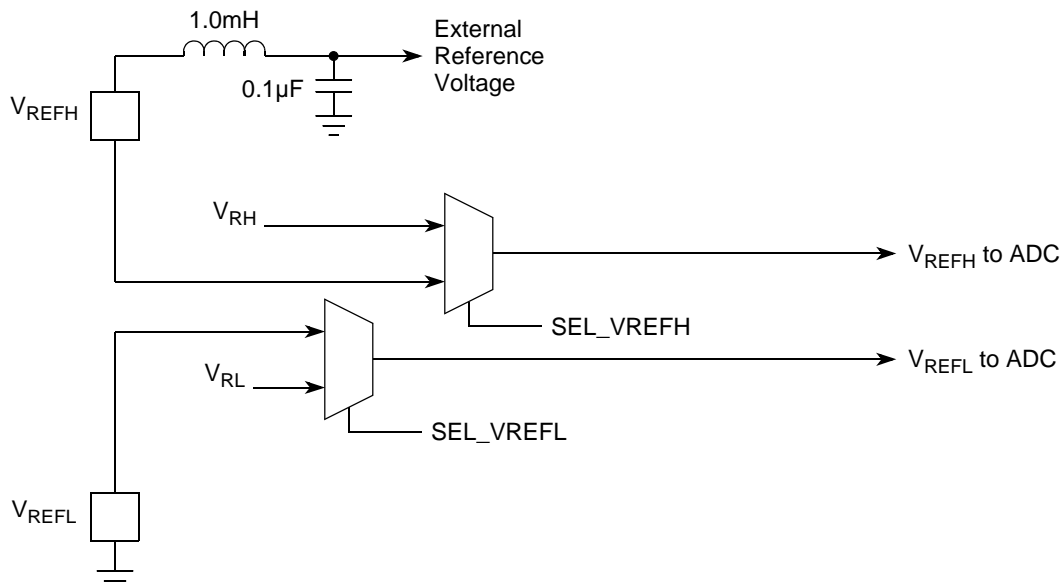 1.0mH
External
Reference
Voltage
0.1µF
VREFH
VRH
VREFH to ADC
SEL_VREFH
VREFL to ADC
VRL
SEL_VREFL
VREFL